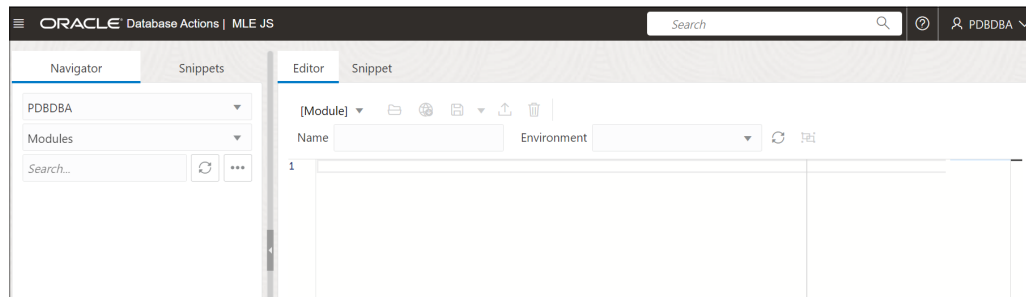 ORACLE Database Actions | MLE JS
Search
PDBDBA
Navigator
Snippets
PDBDBA
Modules
Search...
Editor
Snippet
[Module]
Name
Environment
1